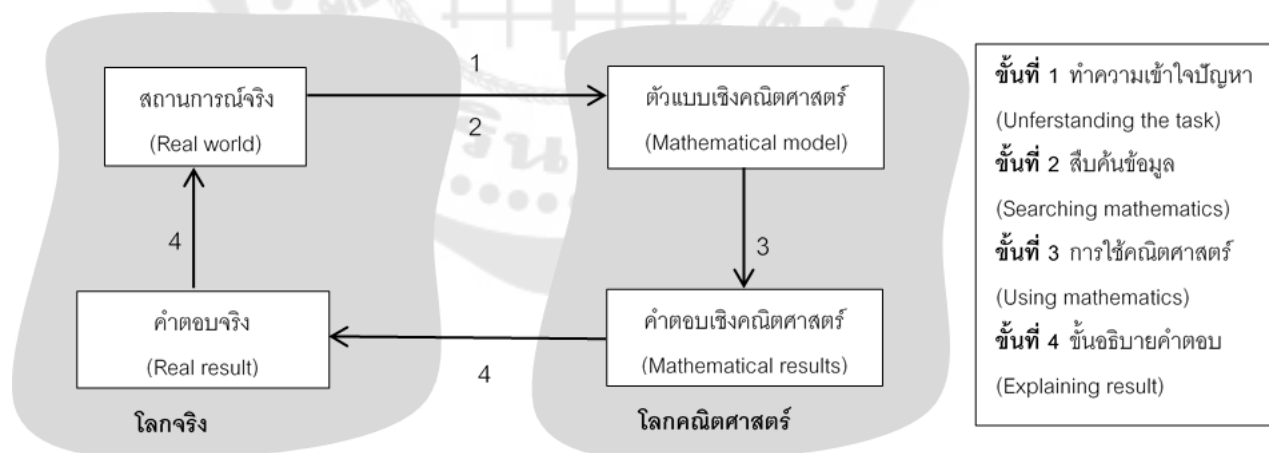 สถานการณ์จริง
(Real world)
1
2
ตัวแบบเชิงคณิตศาสตร์
(Mathematical model)
4
3
คำตอบจริง
(Real result)
4
คำตอบเชิงคณิตศาสตร์
(Mathematical results)
โลกจริง
โลกคณิตศาสตร์
ขั้นที่ 1 ทำความเข้าใจปัญหา
(Unferstanding the task)
ขั้นที่ 2 สืบค้นข้อมูล
(Searching mathematics)
ขั้นที่ 3 การใช้คณิตศาสตร์
(Using mathematics)
ขั้นที่ 4 ขั้นอธิบายคำตอบ
(Explaining result)